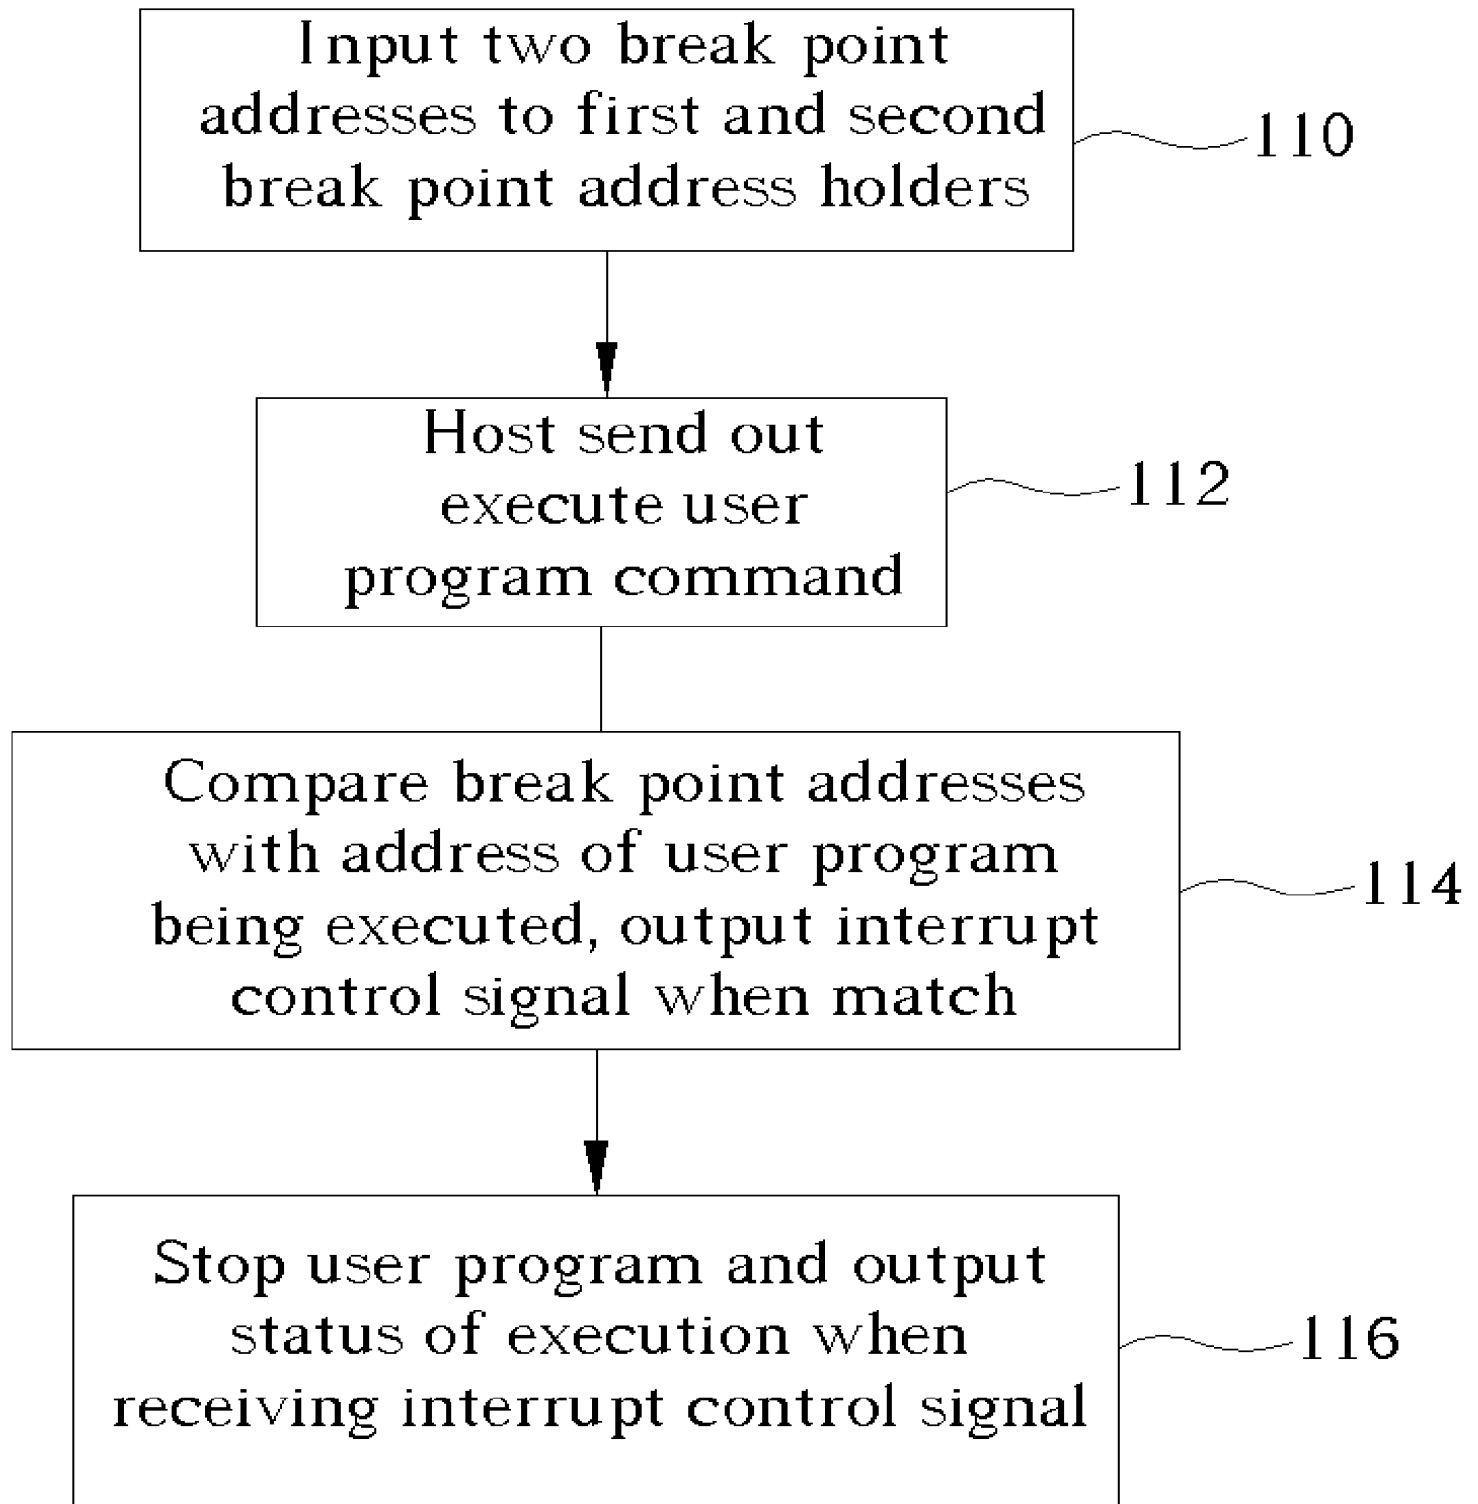 Input two break point
addresses to first and second
break point address holders
110
Host send out
execute user
program command
112
Compare break point addresses
with address of user program
being executed, output interrupt
control signal when match
114
Stop user program and output
status of execution when
receiving interrupt control signal
116